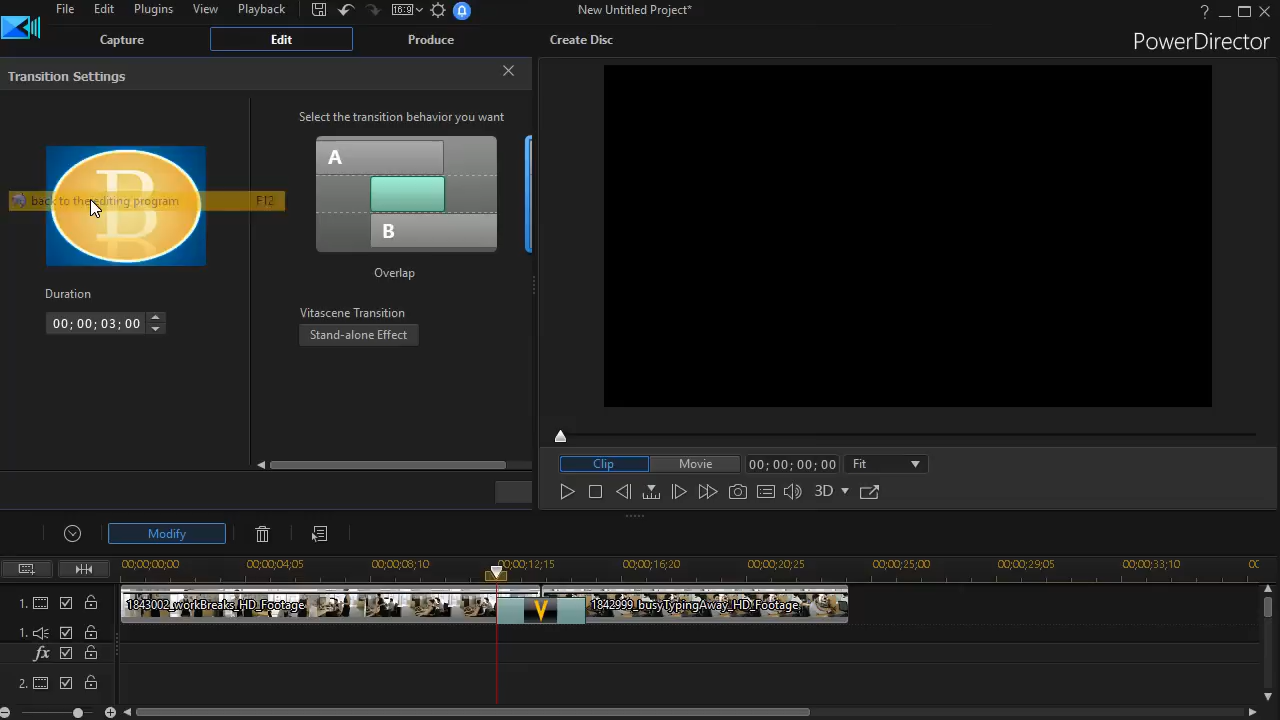 File Edit Plugins View Playback 16:9 New Untitled Project* ?
Capture Edit Produce Create Disc PowerDirector
Transition Settings
Select the transition behavior you want
A
B
B
back to the editing program F12
Overlap
Duration
00; 00; 03; 00
Vitascene Transition
Stand-alone Effect
Clip Movie 00; 00; 00; 00 Fit
3D
Modify
00;00;00;00 00;00;04;05 00;00;08;10 00;00;12;15 00;00;16;20 00;00;20;25 00;00;25;00 00;00;29;05 00;00;33;10
1. 1843002_workBreaks_HD_Footage V 1842999_busyTypingAway_HD_Footage
1.
fx
2.